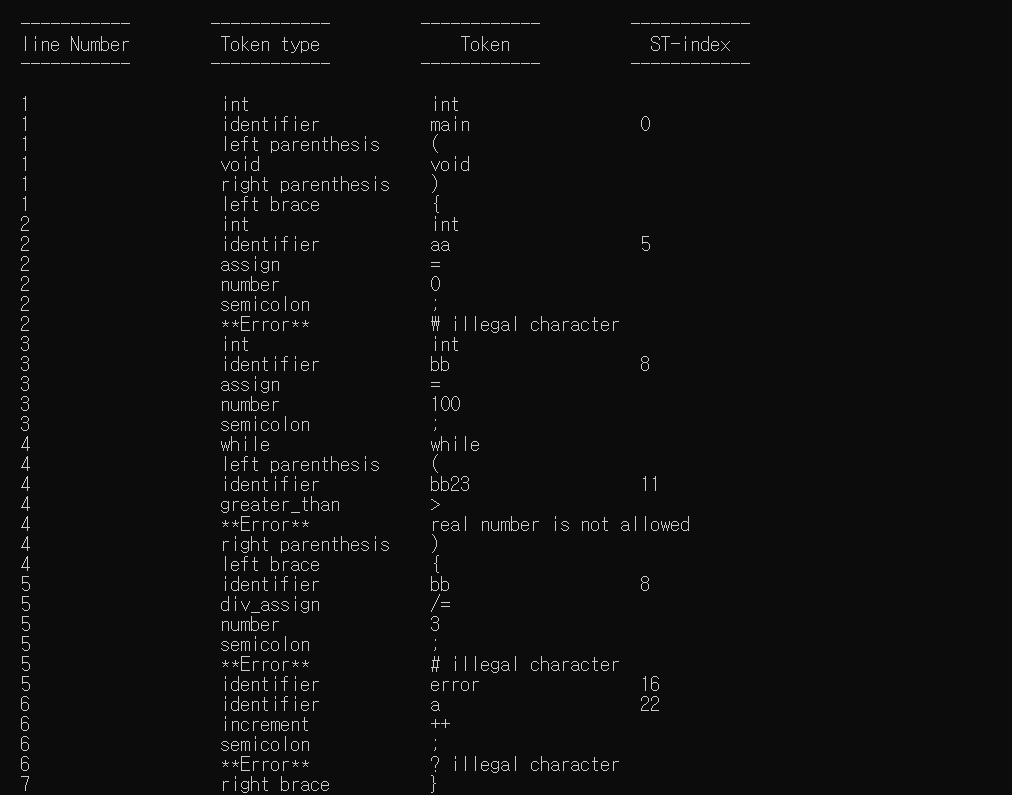 -----------          ------------         ------------         ------------
line Number         Token type              Token              ST-index
-----------          ------------         ------------         ------------
1                   int                  int
1                   identifier           main                 0
1                   left parenthesis     (
1                   void                 void
1                   right parenthesis    )
1                   left brace           {
2                   int                  int
2                   identifier           aa                   5
2                   assign               =
2                   number               0
2                   semicolon            ;
2                   **Error**            ₩ illegal character
3                   int                  int
3                   identifier           bb                   8
3                   assign               =
3                   number               100
3                   semicolon            ;
4                   while                while
4                   left parenthesis     (
4                   identifier           bb23                 11
4                   greater_than         >
4                   **Error**            real number is not allowed
4                   right parenthesis    )
4                   left brace           {
5                   identifier           bb                   8
5                   div_assign           /=
5                   number               3
5                   semicolon            ;
5                   **Error**            # illegal character
5                   identifier           error                16
6                   identifier           a                    22
6                   increment            ++
6                   semicolon            ;
6                   **Error**            ? illegal character
7                   right brace          }